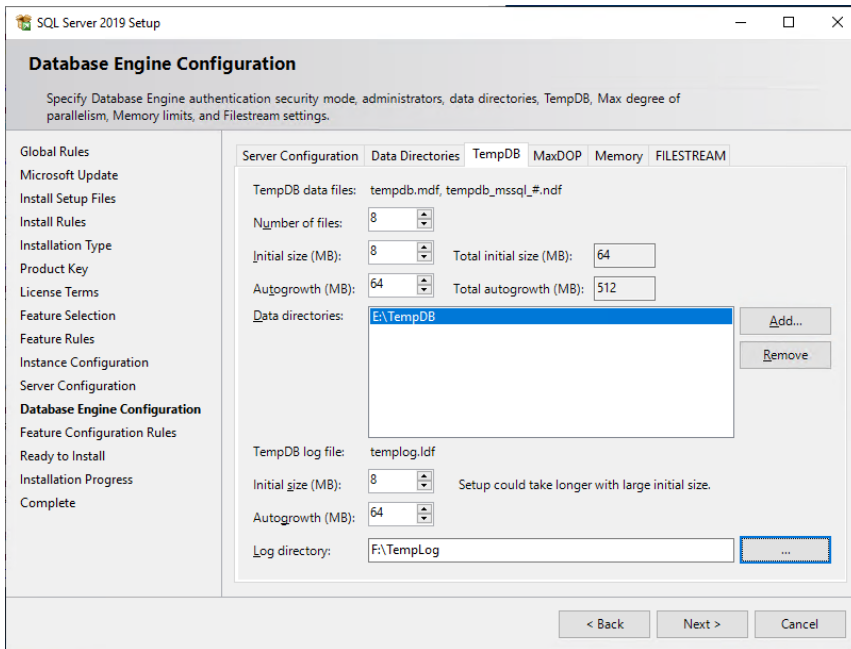 SQL Server 2019 Setup
Database Engine Configuration
Specify Database Engine authentication security mode, administrators, data directories, TempDB, Max degree of
parallelism, Memory limits, and Filestream settings.
Global Rules
Microsoft Update
Install Setup Files
Install Rules
Installation Type
Product Key
License Terms
Feature Selection
Feature Rules
Instance Configuration
Server Configuration
Database Engine Configuration
Feature Configuration Rules
Ready to Install
Installation Progress
Complete
Server Configuration Data Directories TempDB MaxDOP Memory FILESTREAM
TempDB data files: tempdb.mdf, tempdb_mssql_#.ndf
Number of files: 8
Initial size (MB): 8 Total initial size (MB): 64
Autogrowth (MB): 64 Total autogrowth (MB): 512
Data directories: E:\TempDB Add...
Remove
TempDB log file: templog.ldf
Initial size (MB): 8 Setup could take longer with large initial size.
Autogrowth (MB): 64
Log directory: F:\TempLog ...
< Back Next > Cancel